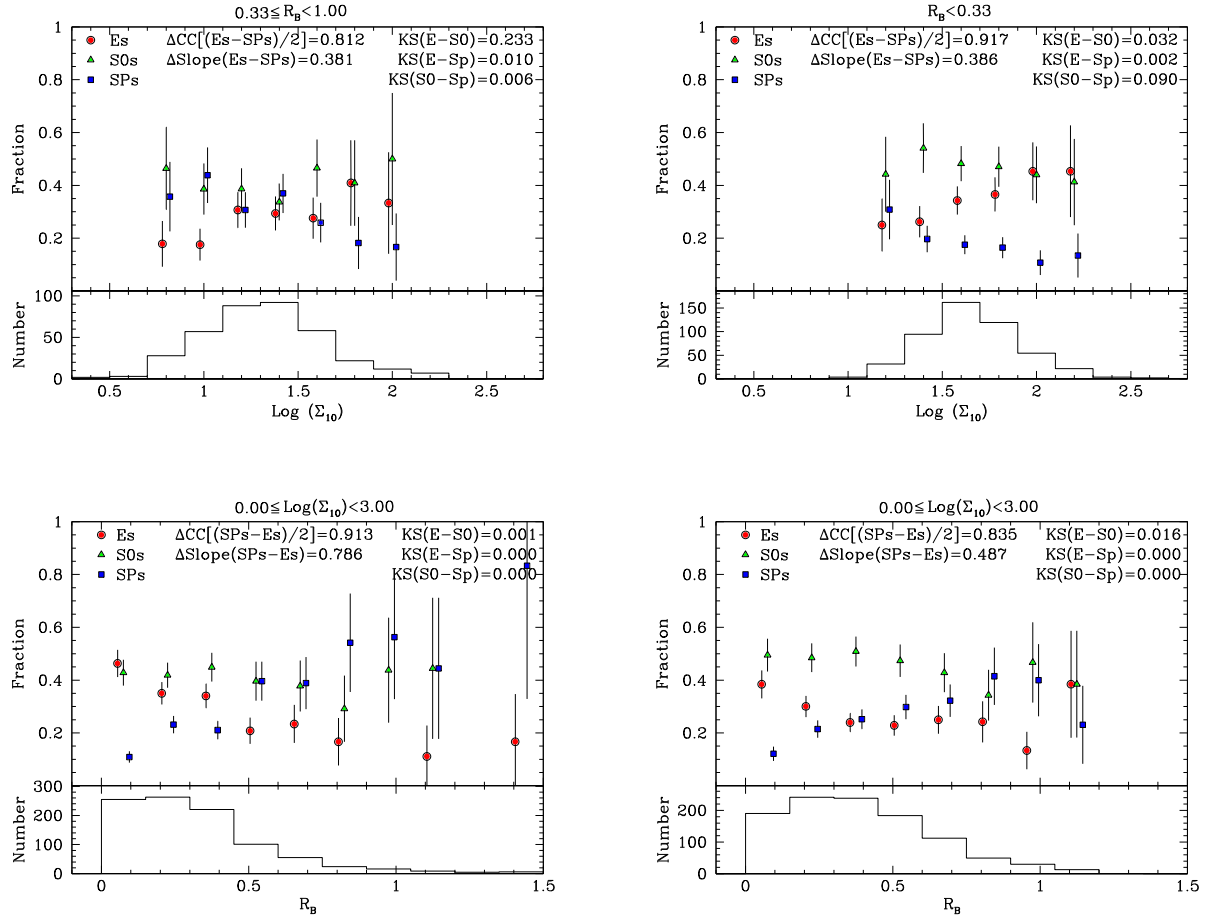 0.33≦R_B<1.00
1
0.8
0.6
0.4
0.2
Fraction
Es ΔCC[(Es−SPs)/2]=0.812 KS(E−S0)=0.233
S0s ΔSlope(Es−SPs)=0.381 KS(E−Sp)=0.010
SPs KS(S0−Sp)=0.006
100
50
0
Number
0.5 1 1.5 2 2.5
Log (Σ₁₀)
R_B<0.33
1
0.8
0.6
0.4
0.2
Fraction
Es ΔCC[(Es−SPs)/2]=0.917 KS(E−S0)=0.032
S0s ΔSlope(Es−SPs)=0.386 KS(E−Sp)=0.002
SPs KS(S0−Sp)=0.090
150
100
50
0
Number
0.5 1 1.5 2 2.5
Log (Σ₁₀)
0.00≦Log(Σ₁₀)<3.00
1
0.8
0.6
0.4
0.2
Fraction
Es ΔCC[(SPs−Es)/2]=0.913 KS(E−S0)=0.001
S0s ΔSlope(SPs−Es)=0.786 KS(E−Sp)=0.000
SPs KS(S0−Sp)=0.000
300
200
100
0
Number
0 0.5 1 1.5
R_B
0.00≦Log(Σ₁₀)<3.00
1
0.8
0.6
0.4
0.2
Fraction
Es ΔCC[(SPs−Es)/2]=0.835 KS(E−S0)=0.016
S0s ΔSlope(SPs−Es)=0.487 KS(E−Sp)=0.000
SPs KS(S0−Sp)=0.000
200
100
0
Number
0 0.5 1 1.5
R_B